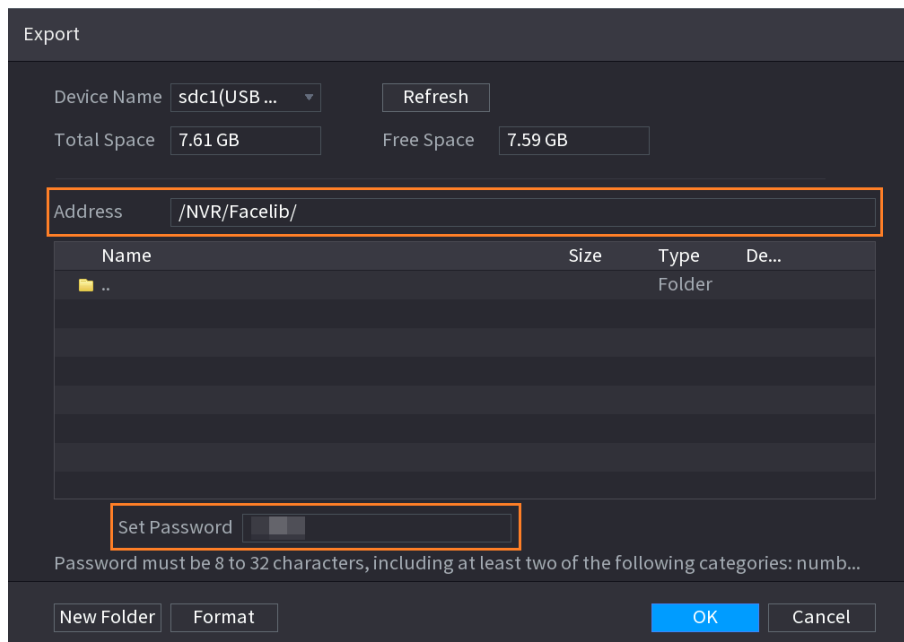 Export
Device Name sdc1(USB ... Refresh
Total Space 7.61 GB Free Space 7.59 GB
Address /NVR/Facelib/
Name Size Type De...
.. Folder
Set Password
Password must be 8 to 32 characters, including at least two of the following categories: numb...
New Folder Format OK Cancel